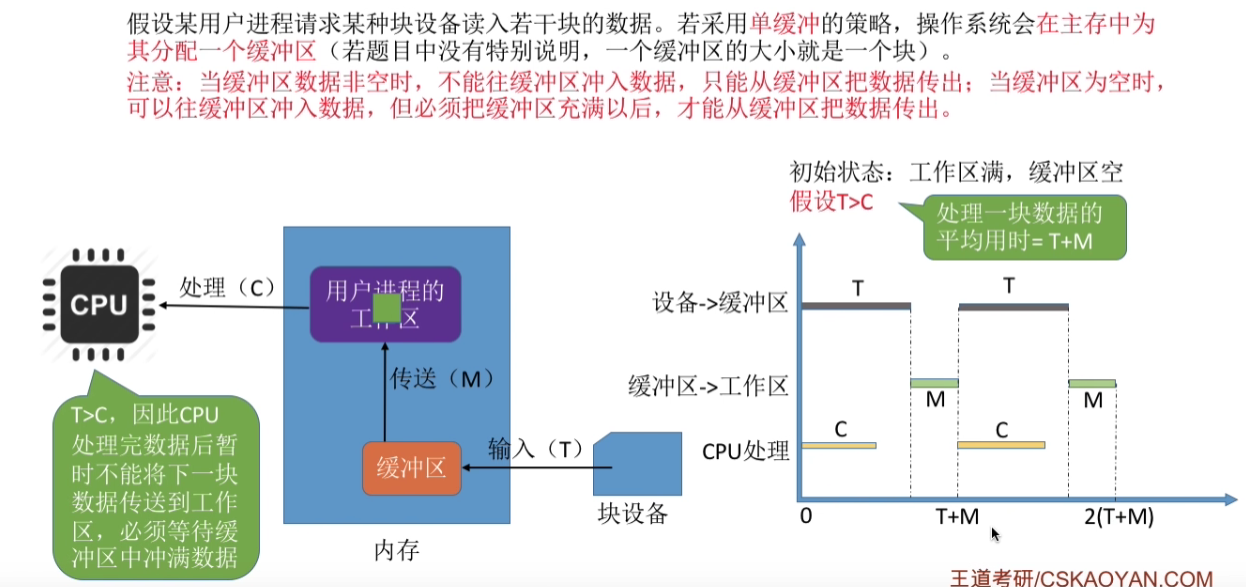 假设某用户进程请求某种块设备读入若干块的数据。若采用单缓冲的策略，操作系统会在主存中为
其分配一个缓冲区（若题目中没有特别说明，一个缓冲区的大小就是一个块）。
注意：当缓冲区数据非空时，不能往缓冲区冲入数据，只能从缓冲区把数据传出；当缓冲区为空时，
可以往缓冲区冲入数据，但必须把缓冲区充满以后，才能从缓冲区把数据传出。
初始状态：工作区满，缓冲区空
假设T>C
处理一块数据的
平均用时= T+M
CPU
处理（C）
用户进程的
工作区
传送（M）
缓冲区
输入（T）
块设备
内存
T>C，因此CPU
处理完数据后暂
时不能将下一块
数据传送到工作
区，必须等待缓
冲区中冲满数据
设备->缓冲区
T
T
缓冲区->工作区
M
M
CPU处理
C
C
0
T+M
2(T+M)
王道考研/CSKAOYAN.COM